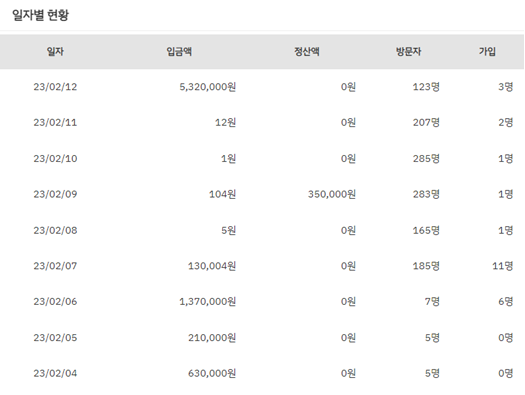 일자별 현황
일자 입금액 정산액 방문자 가입
23/02/12 5,320,000원 0원 123명 3명
23/02/11 12원 0원 207명 2명
23/02/10 1원 0원 285명 1명
23/02/09 104원 350,000원 283명 1명
23/02/08 5원 0원 165명 1명
23/02/07 130,004원 0원 185명 11명
23/02/06 1,370,000원 0원 7명 6명
23/02/05 210,000원 0원 5명 0명
23/02/04 630,000원 0원 5명 0명